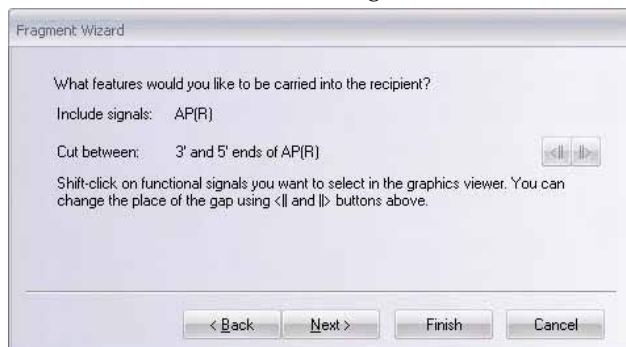 Fragment Wizard
What features would you like to be carried into the recipient?
Include signals: AP(R)
Cut between: 3' and 5' ends of AP(R)
<|| ||>
Shift-click on functional signals you want to select in the graphics viewer. You can
change the place of the gap using <|| and ||> buttons above.
< Back Next > Finish Cancel